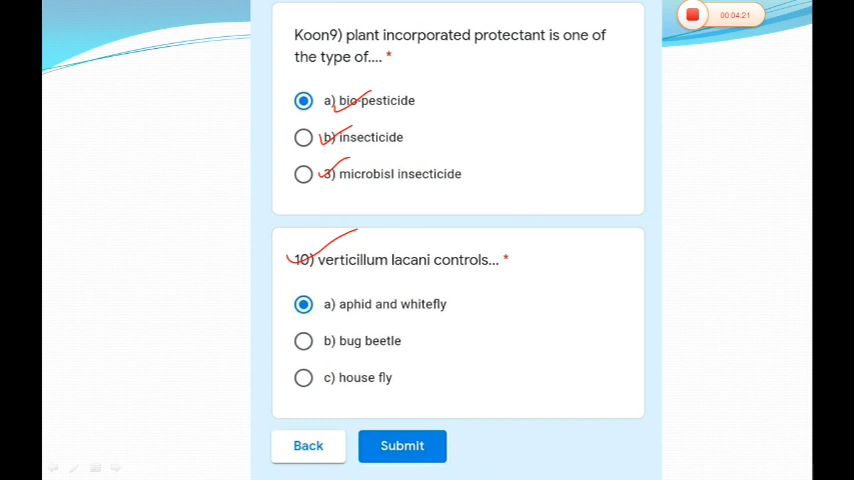 00:04:21
Koon9) plant incorporated protectant is one of
the type of.... *
a) bio-pesticide
b) insecticide
3) microbisl insecticide
10) verticillum lacani controls... *
a) aphid and whitefly
b) bug beetle
c) house fly
Back Submit